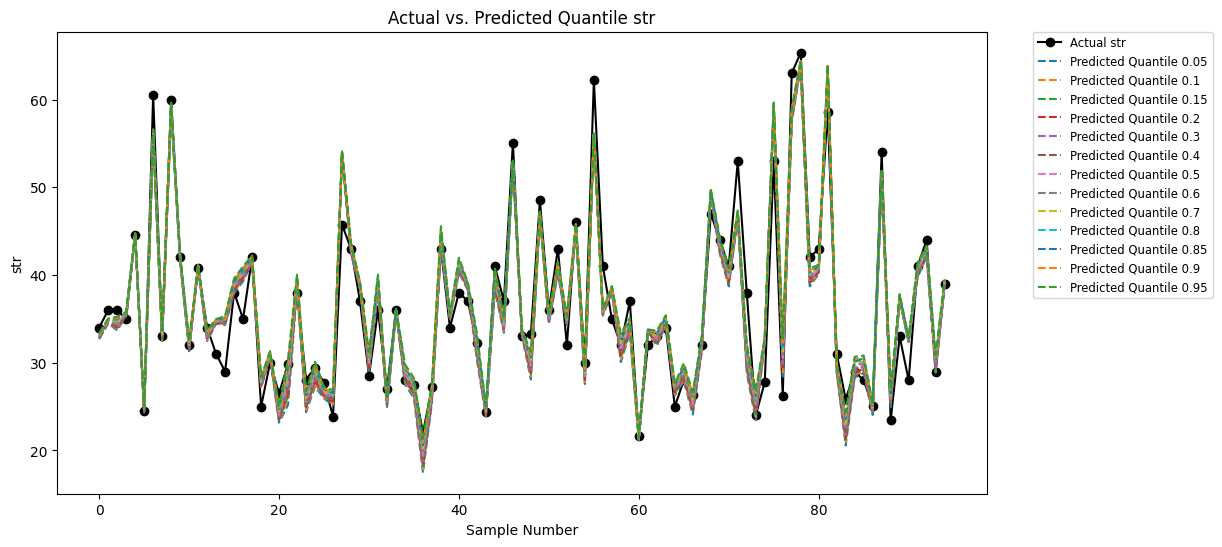 Actual vs. Predicted Quantile str
60
50
40
30
20
str
0
20
40
60
80
Sample Number
Actual str
Predicted Quantile 0.05
Predicted Quantile 0.1
Predicted Quantile 0.15
Predicted Quantile 0.2
Predicted Quantile 0.3
Predicted Quantile 0.4
Predicted Quantile 0.5
Predicted Quantile 0.6
Predicted Quantile 0.7
Predicted Quantile 0.8
Predicted Quantile 0.85
Predicted Quantile 0.9
Predicted Quantile 0.95